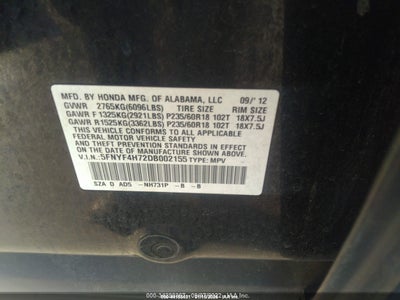 MFD. BY HONDA MFG. OF ALABAMA, LLC 09/'12
GVWR 2765KG(6096LBS) TIRE SIZE RIM SIZE
GAWR F 1325KG(2921LBS) P235/60R18 102T 18X7.5J
GAWR R 1525KG(3362LBS) P235/60R18 102T 18X7.5J
THIS VEHICLE CONFORMS TO ALL APPLICABLE
FEDERAL MOTOR VEHICLE SAFETY AND THEFT
PREVENTION STANDARDS IN EFFECT ON THE DATE
OF MANUFACTURE SHOWN ABOVE.
V.I.N.: 5FNYF4H72DB002155 TYPE: MPV
SZA 0 AD5 - NH731P - B - B